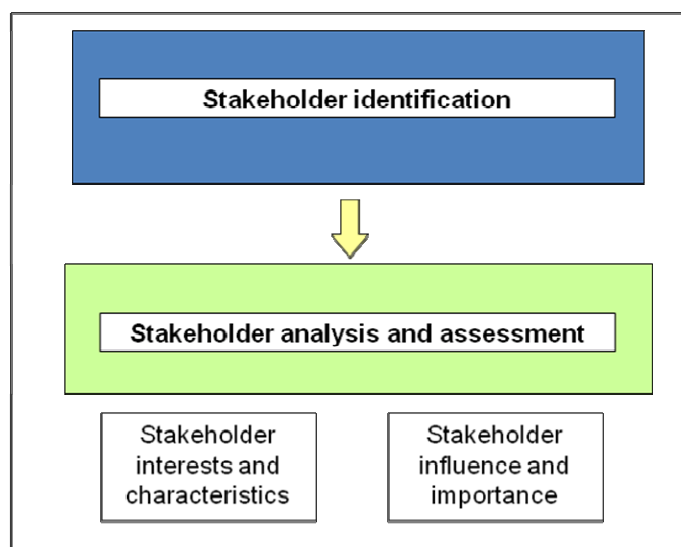 Stakeholder identification
Stakeholder analysis and assessment
Stakeholder
interests and
characteristics
Stakeholder
influence and
importance